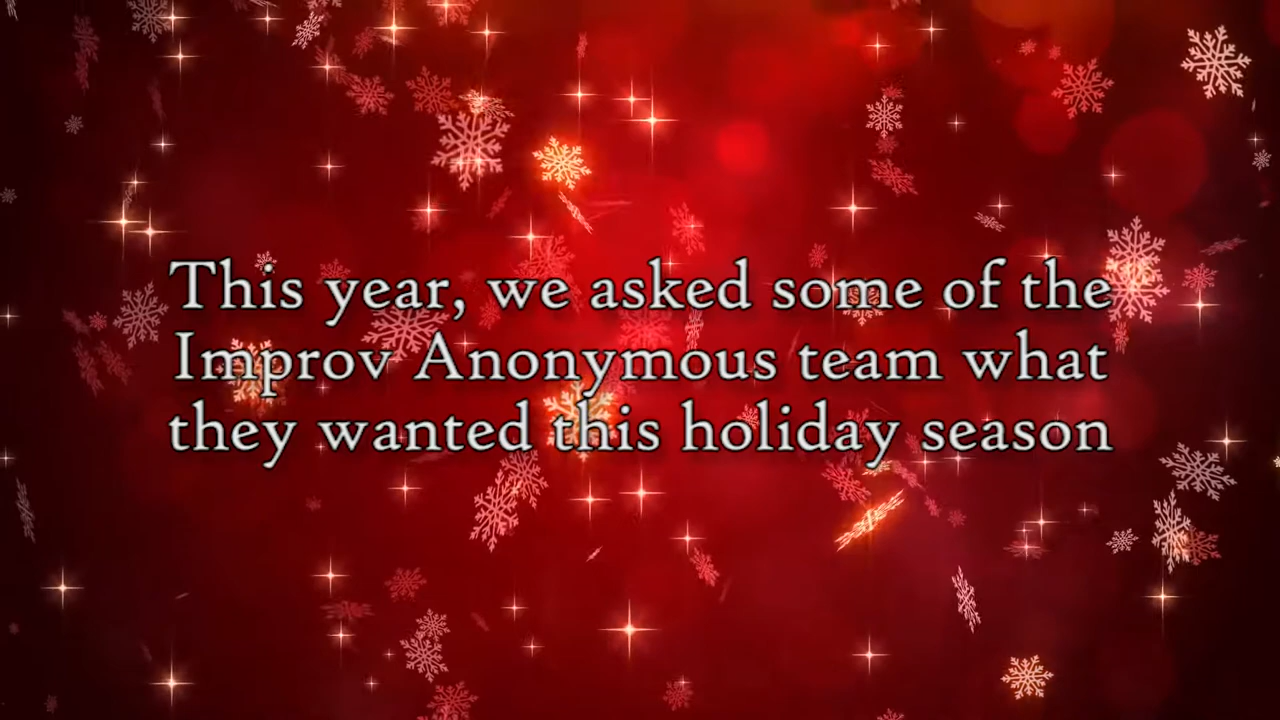 This year, we asked some of the
Improv Anonymous team what
they wanted this holiday season